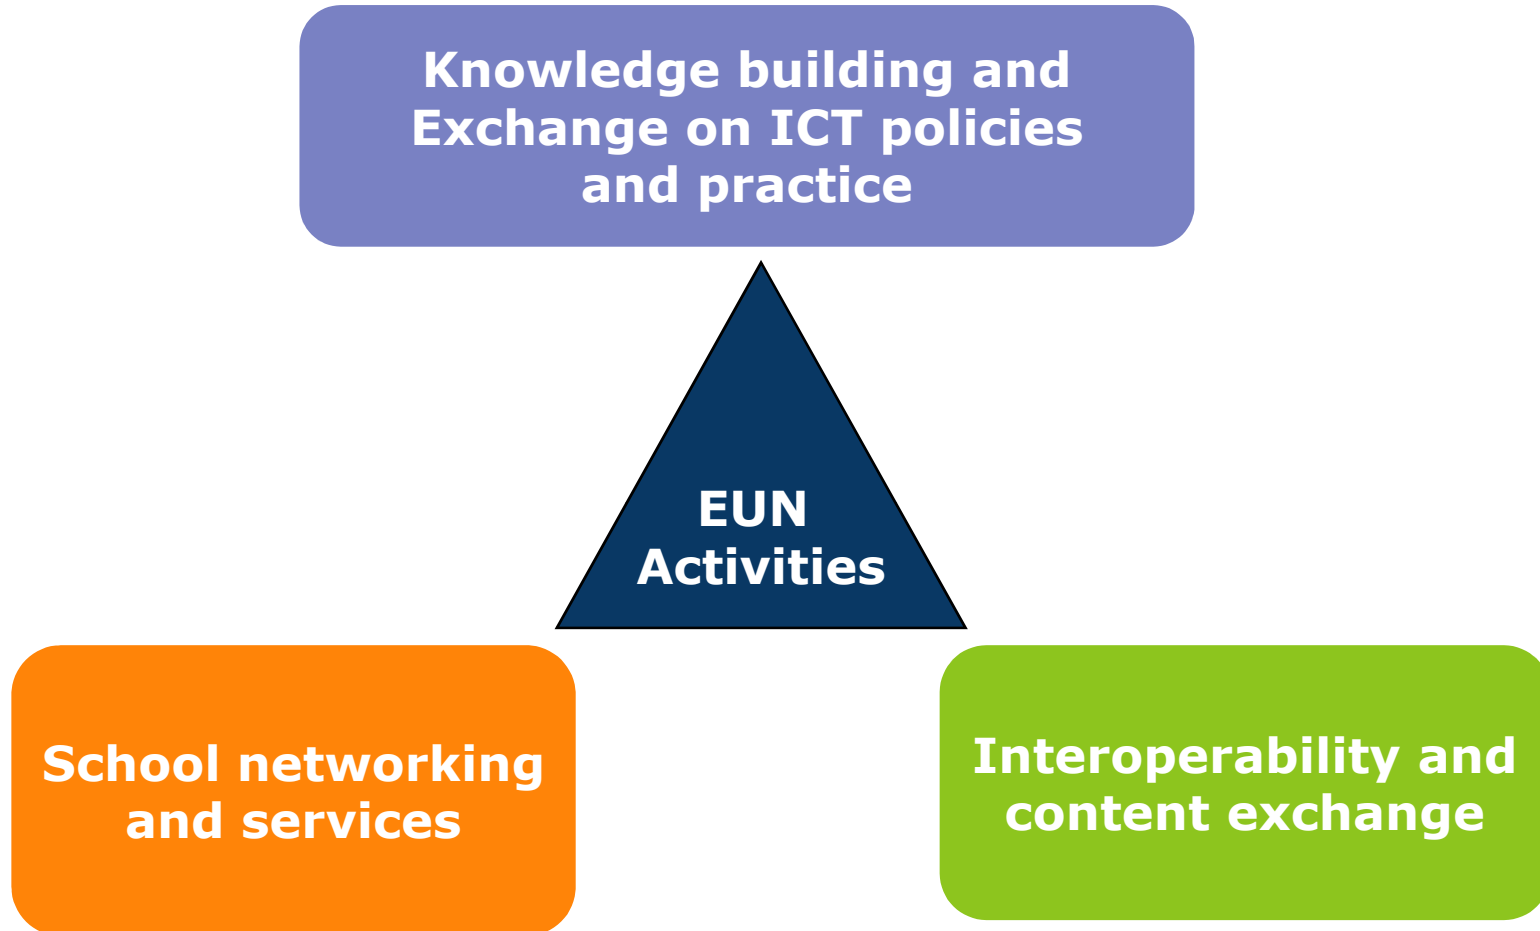 Knowledge building and
Exchange on ICT policies
and practice
EUN
Activities
School networking
and services
Interoperability and
content exchange